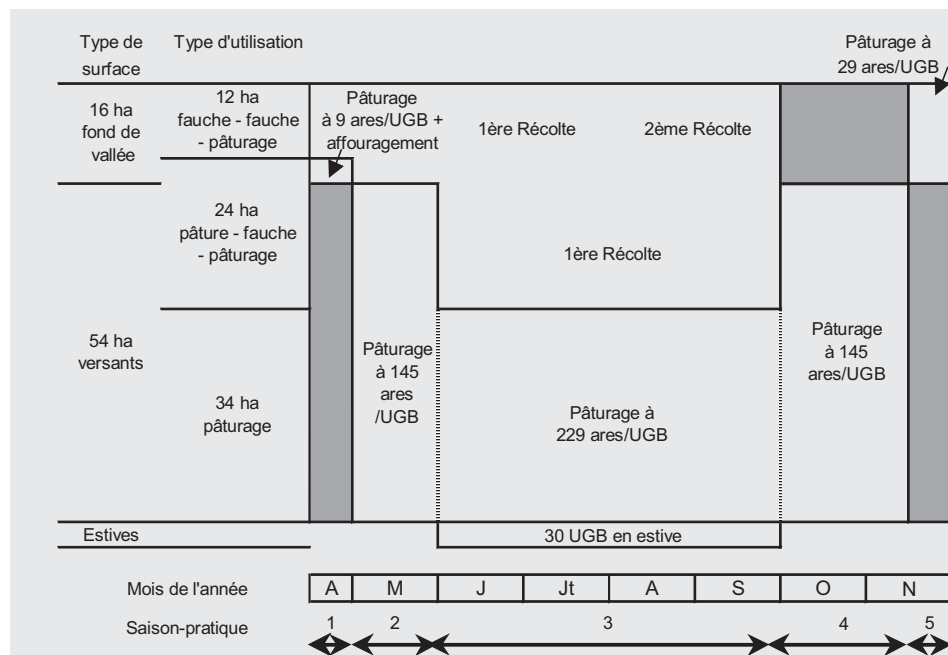 Type de
surface
Type d'utilisation
Pâturage à
29 ares/UGB
16 ha
fond de
vallée
12 ha
fauche - fauche
- pâturage
Pâturage
à 9 ares/UGB +
affouragement
1ère Récolte
2ème Récolte
24 ha
pâture - fauche
- pâturage
1ère Récolte
54 ha
versants
34 ha
pâturage
Pâturage
à 145
ares
/UGB
Pâturage à
229 ares/UGB
Pâturage
à 145
ares/UGB
Estives
30 UGB en estive
Mois de l'année
A M J Jt A S O N
Saison-pratique
1 2 3 4 5